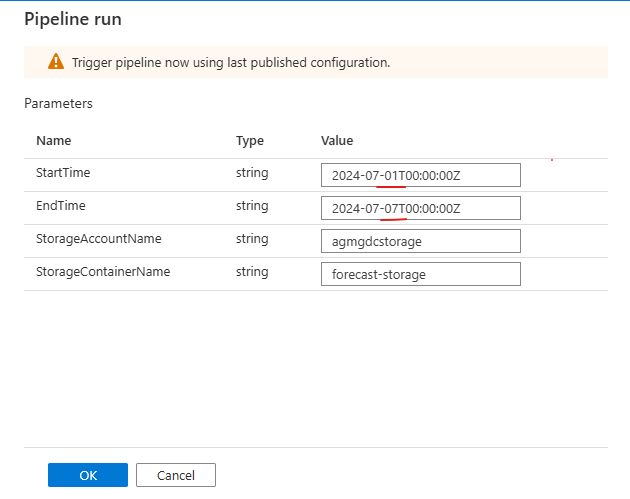 Pipeline run
Trigger pipeline now using last published configuration.
Parameters
Name Type Value
StartTime string 2024-07-01T00:00:00Z
EndTime string 2024-07-07T00:00:00Z
StorageAccountName string agmgdcstorage
StorageContainerName string forecast-storage
OK Cancel